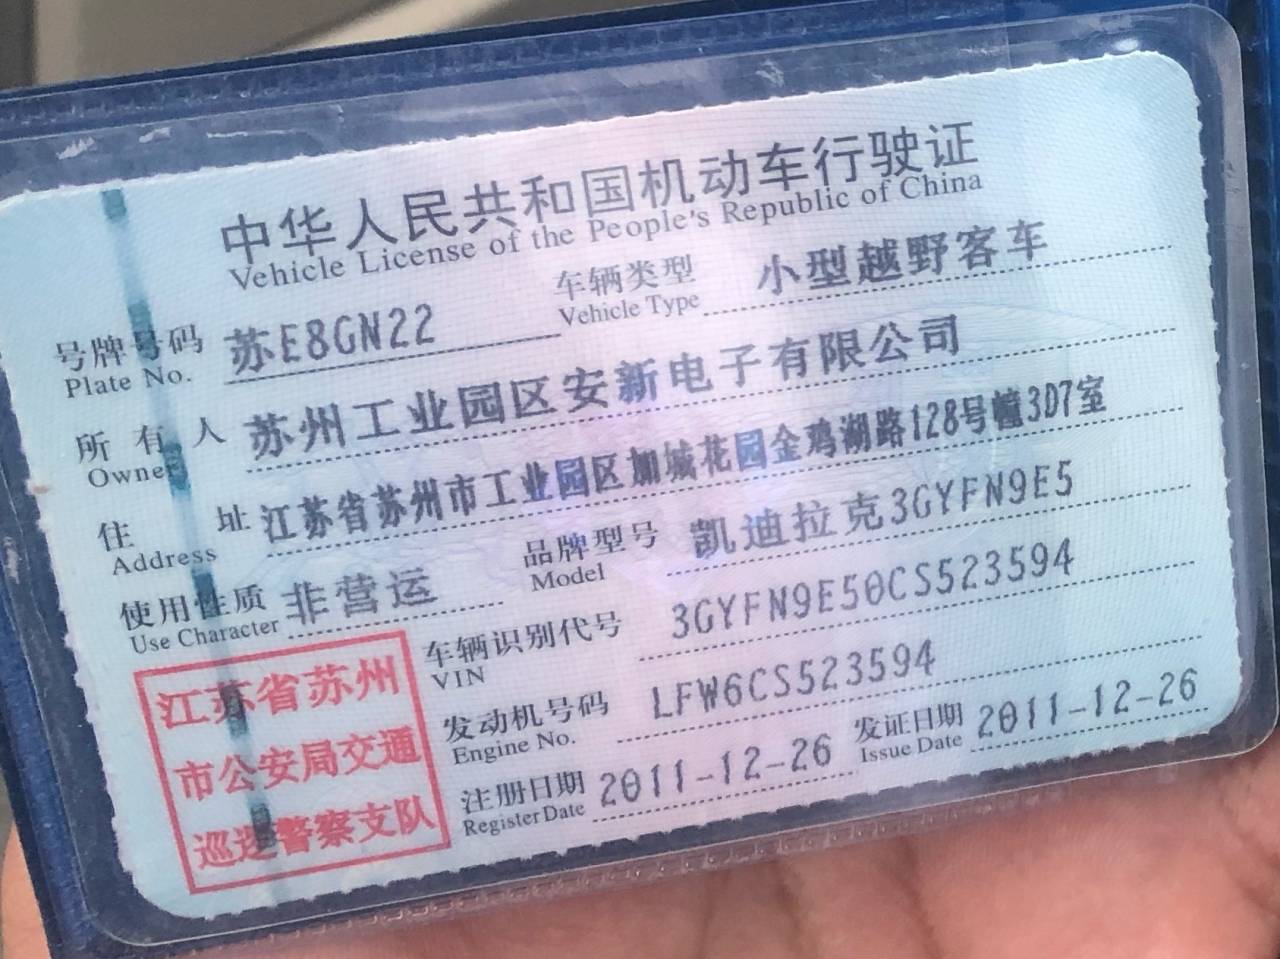 中华人民共和国机动车行驶证
Vehicle License of the People's Republic of China
号牌号码 苏E8GN22 车辆类型 小型越野客车
Plate No. Vehicle Type
所有人 苏州工业园区安新电子有限公司
Owner
住址 江苏省苏州市工业园区加城花园金鸡湖路128号幢3D7室
Address
使用性质 非营运 品牌型号 凯迪拉克3GYFN9E5
Use Character Model
车辆识别代号 3GYFN9E50CS523594
VIN
发动机号码 LFW6CS523594
Engine No.
注册日期 2011-12-26 发证日期 2011-12-26
Register Date Issue Date
江苏省苏州
市公安局交通
巡逻警察支队